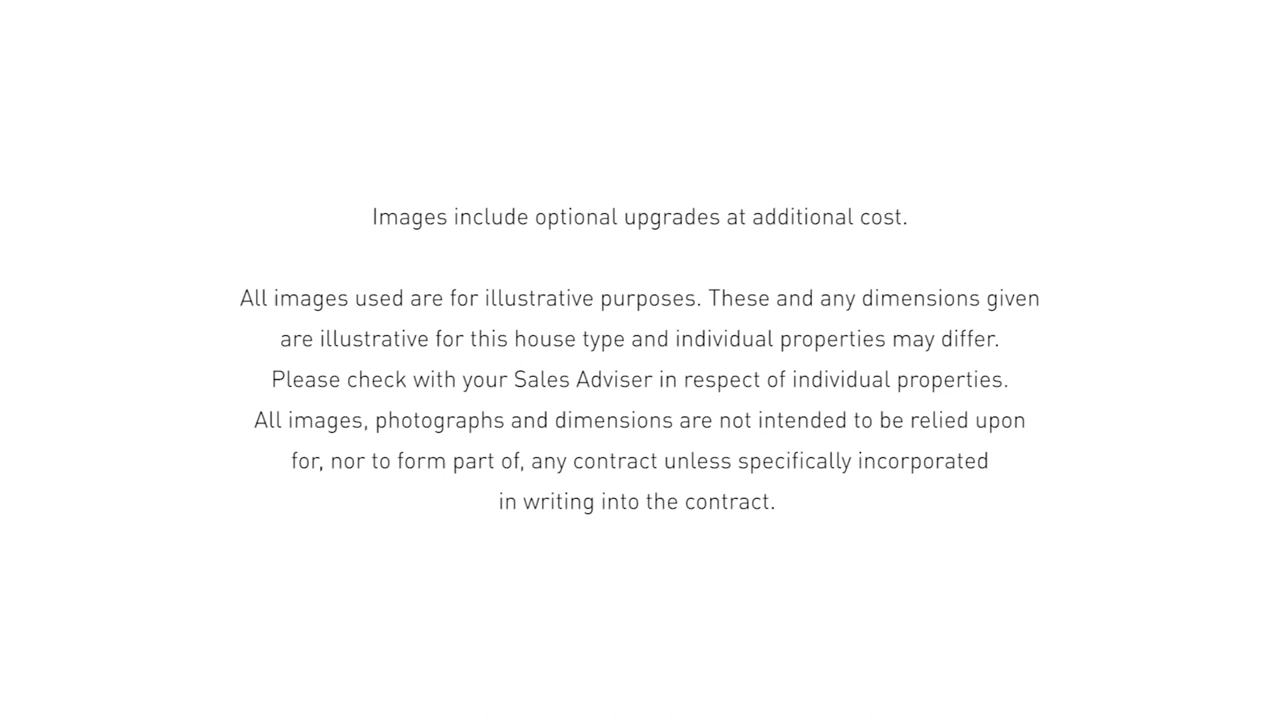 Images include optional upgrades at additional cost.
All images used are for illustrative purposes. These and any dimensions given
are illustrative for this house type and individual properties may differ.
Please check with your Sales Adviser in respect of individual properties.
All images, photographs and dimensions are not intended to be relied upon
for, nor to form part of, any contract unless specifically incorporated
in writing into the contract.